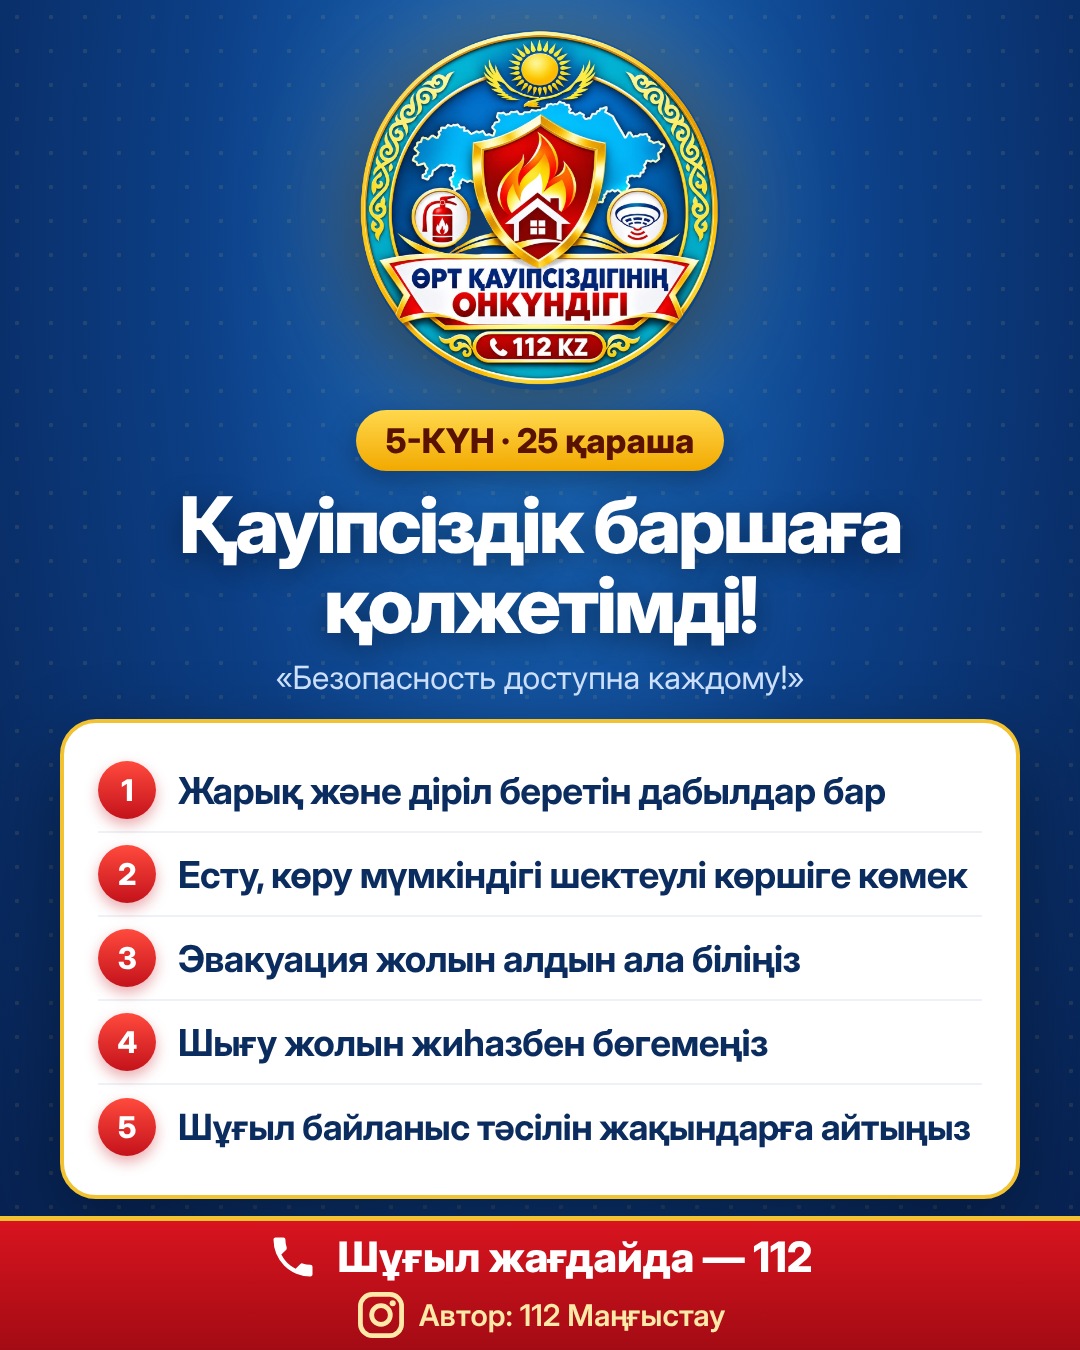 ӨРТ ҚАУІПСІЗДІГІНІҢ
ОНКҮНДІГІ
112 KZ
5-КҮН · 25 қараша
Қауіпсіздік баршаға
қолжетімді!
«Безопасность доступна каждому!»
1 Жарық және діріл беретін дабылдар бар
2 Есту, көру мүмкіндігі шектеулі көршіге көмек
3 Эвакуация жолын алдын ала біліңіз
4 Шығу жолын жиһазбен бөгемеңіз
5 Шұғыл байланыс тәсілін жақындарға айтыңыз
Шұғыл жағдайда — 112
Автор: 112 Маңғыстау